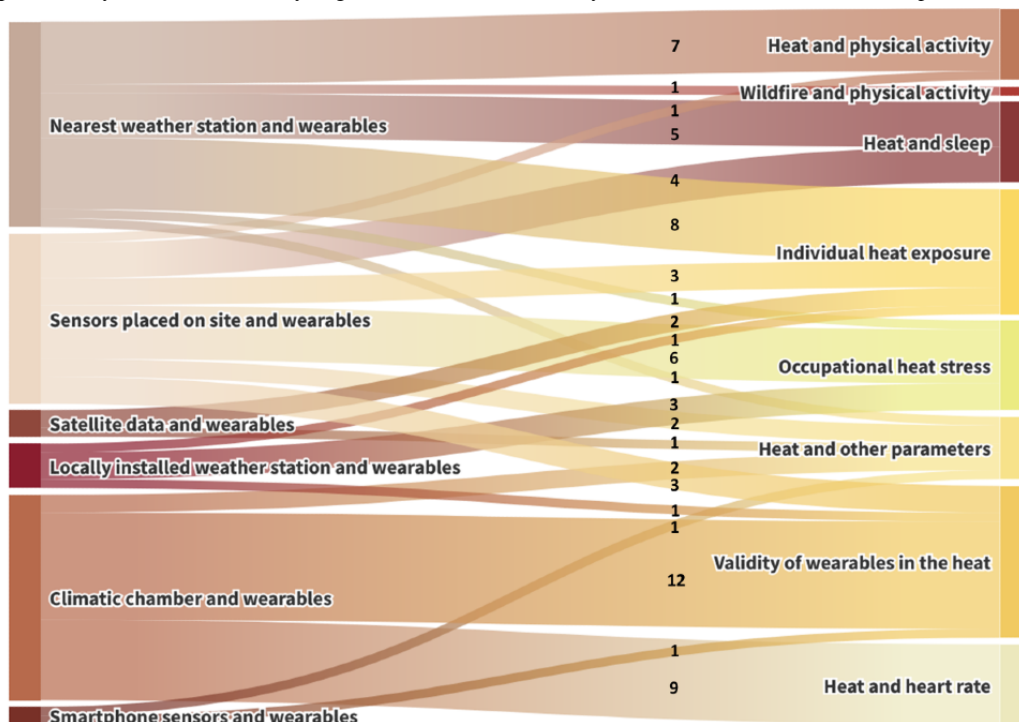 7
Heat and physical activity
1
Wildfire and physical activity
1
Nearest weather station and wearables
5
Heat and sleep
4
8
Individual heat exposure
3
1
Sensors placed on site and wearables
2
1
6
Occupational heat stress
1
3
Satellite data and wearables
2
1
Heat and other parameters
Locally installed weather station and wearables
2
3
1
1
Validity of wearables in the heat
12
Climatic chamber and wearables
1
9
Heat and heart rate
Smartphone sensors and wearables